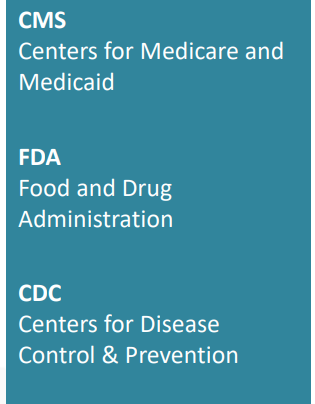 CMS
Centers for Medicare and
Medicaid
FDA
Food and Drug
Administration
CDC
Centers for Disease
Control & Prevention